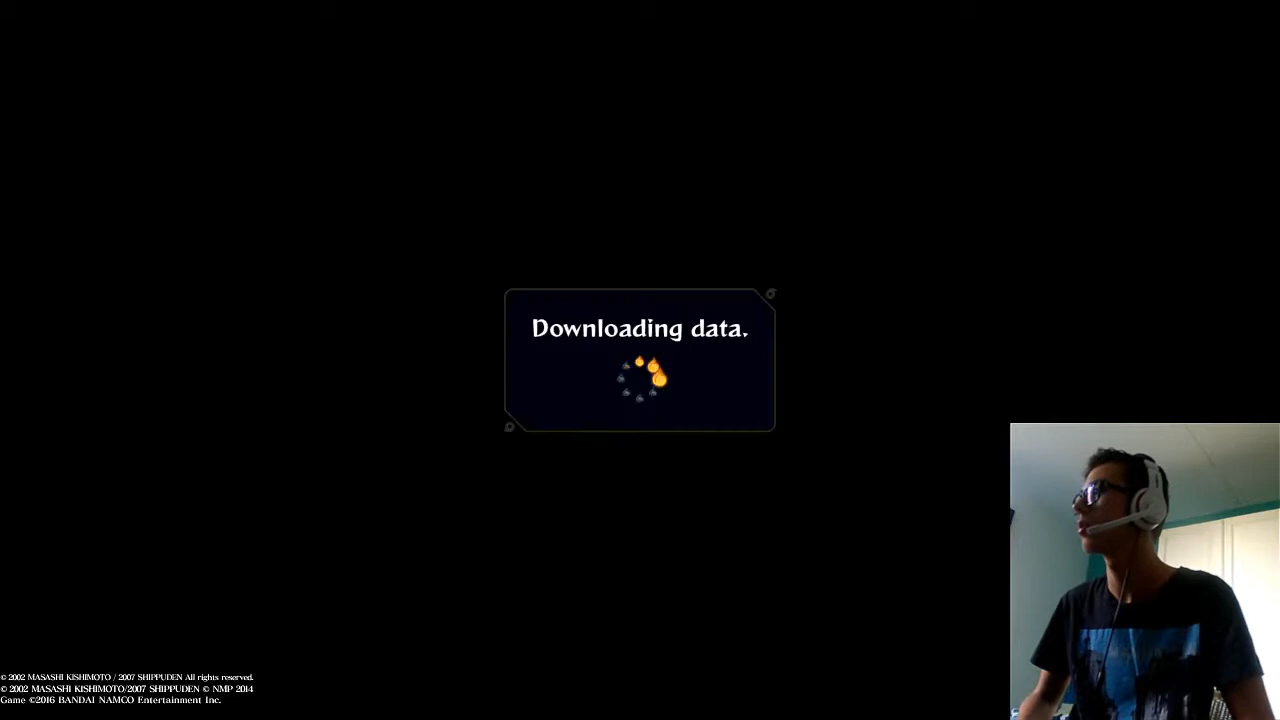 Downloading data.
© 2002 MASASHI KISHIMOTO / 2007 SHIPPUDEN All rights reserved.
© 2002 MASASHI KISHIMOTO/2007 SHIPPUDEN © NMP 2014
Game ©2016 BANDAI NAMCO Entertainment Inc.